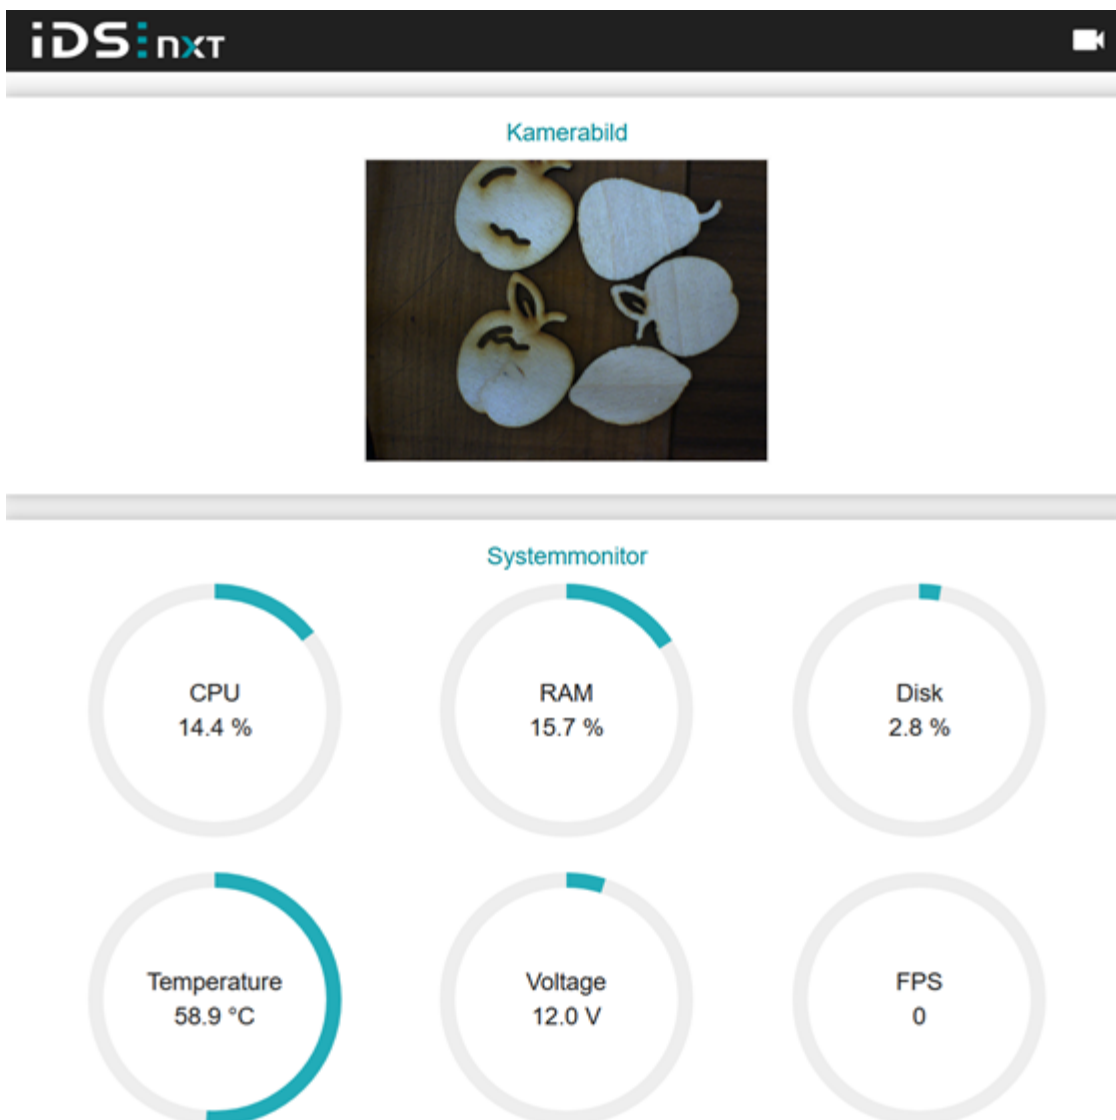 iDS:nxT
Kamerabild
Systemmonitor
CPU
14.4 %
RAM
15.7 %
Disk
2.8 %
Temperature
58.9 °C
Voltage
12.0 V
FPS
0